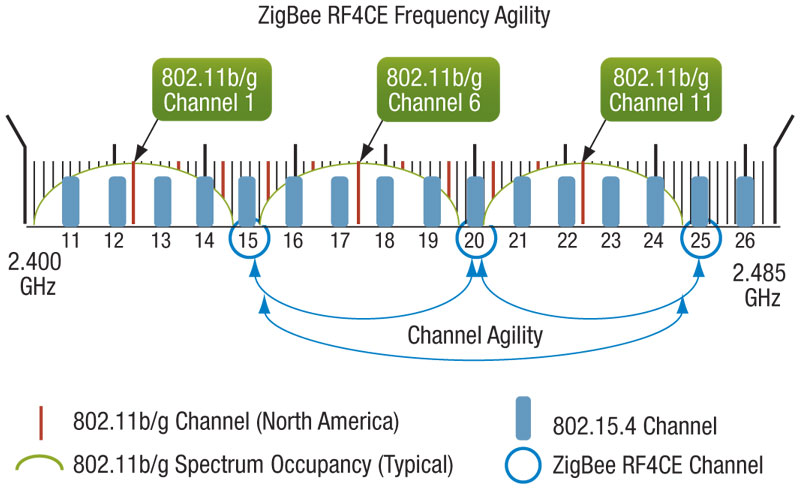 ZigBee RF4CE Frequency Agility
802.11b/g
Channel 1
802.11b/g
Channel 6
802.11b/g
Channel 11
11 12 13 14 15 16 17 18 19 20 21 22 23 24 25 26
2.400
GHz
2.485
GHz
Channel Agility
802.11b/g Channel (North America)
802.15.4 Channel
802.11b/g Spectrum Occupancy (Typical)
ZigBee RF4CE Channel